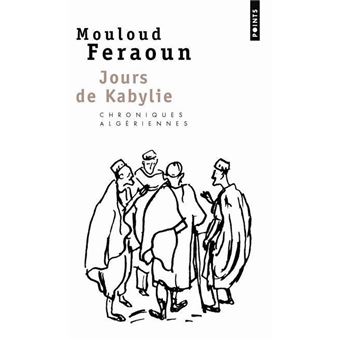 Mouloud
Feraoun
POINTS
Jours
de Kabylie
CHRONIQUES
ALGÉRIENNES